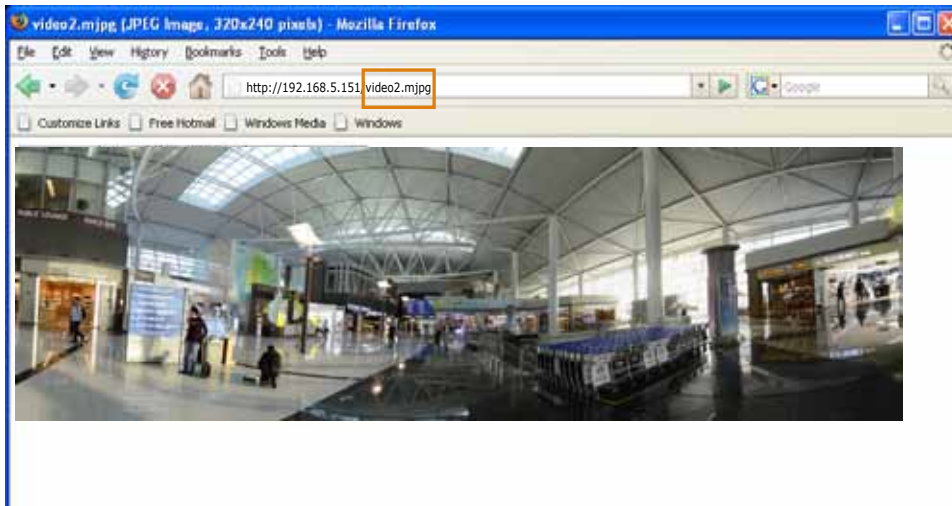 video2.mjpg (JPEG Image, 320x240 pixels) - Mozilla Firefox
File Edit View History Bookmarks Tools Help
http://192.168.5.151/video2.mjpg
Google
Customize Links Free Hotmail Windows Media Windows